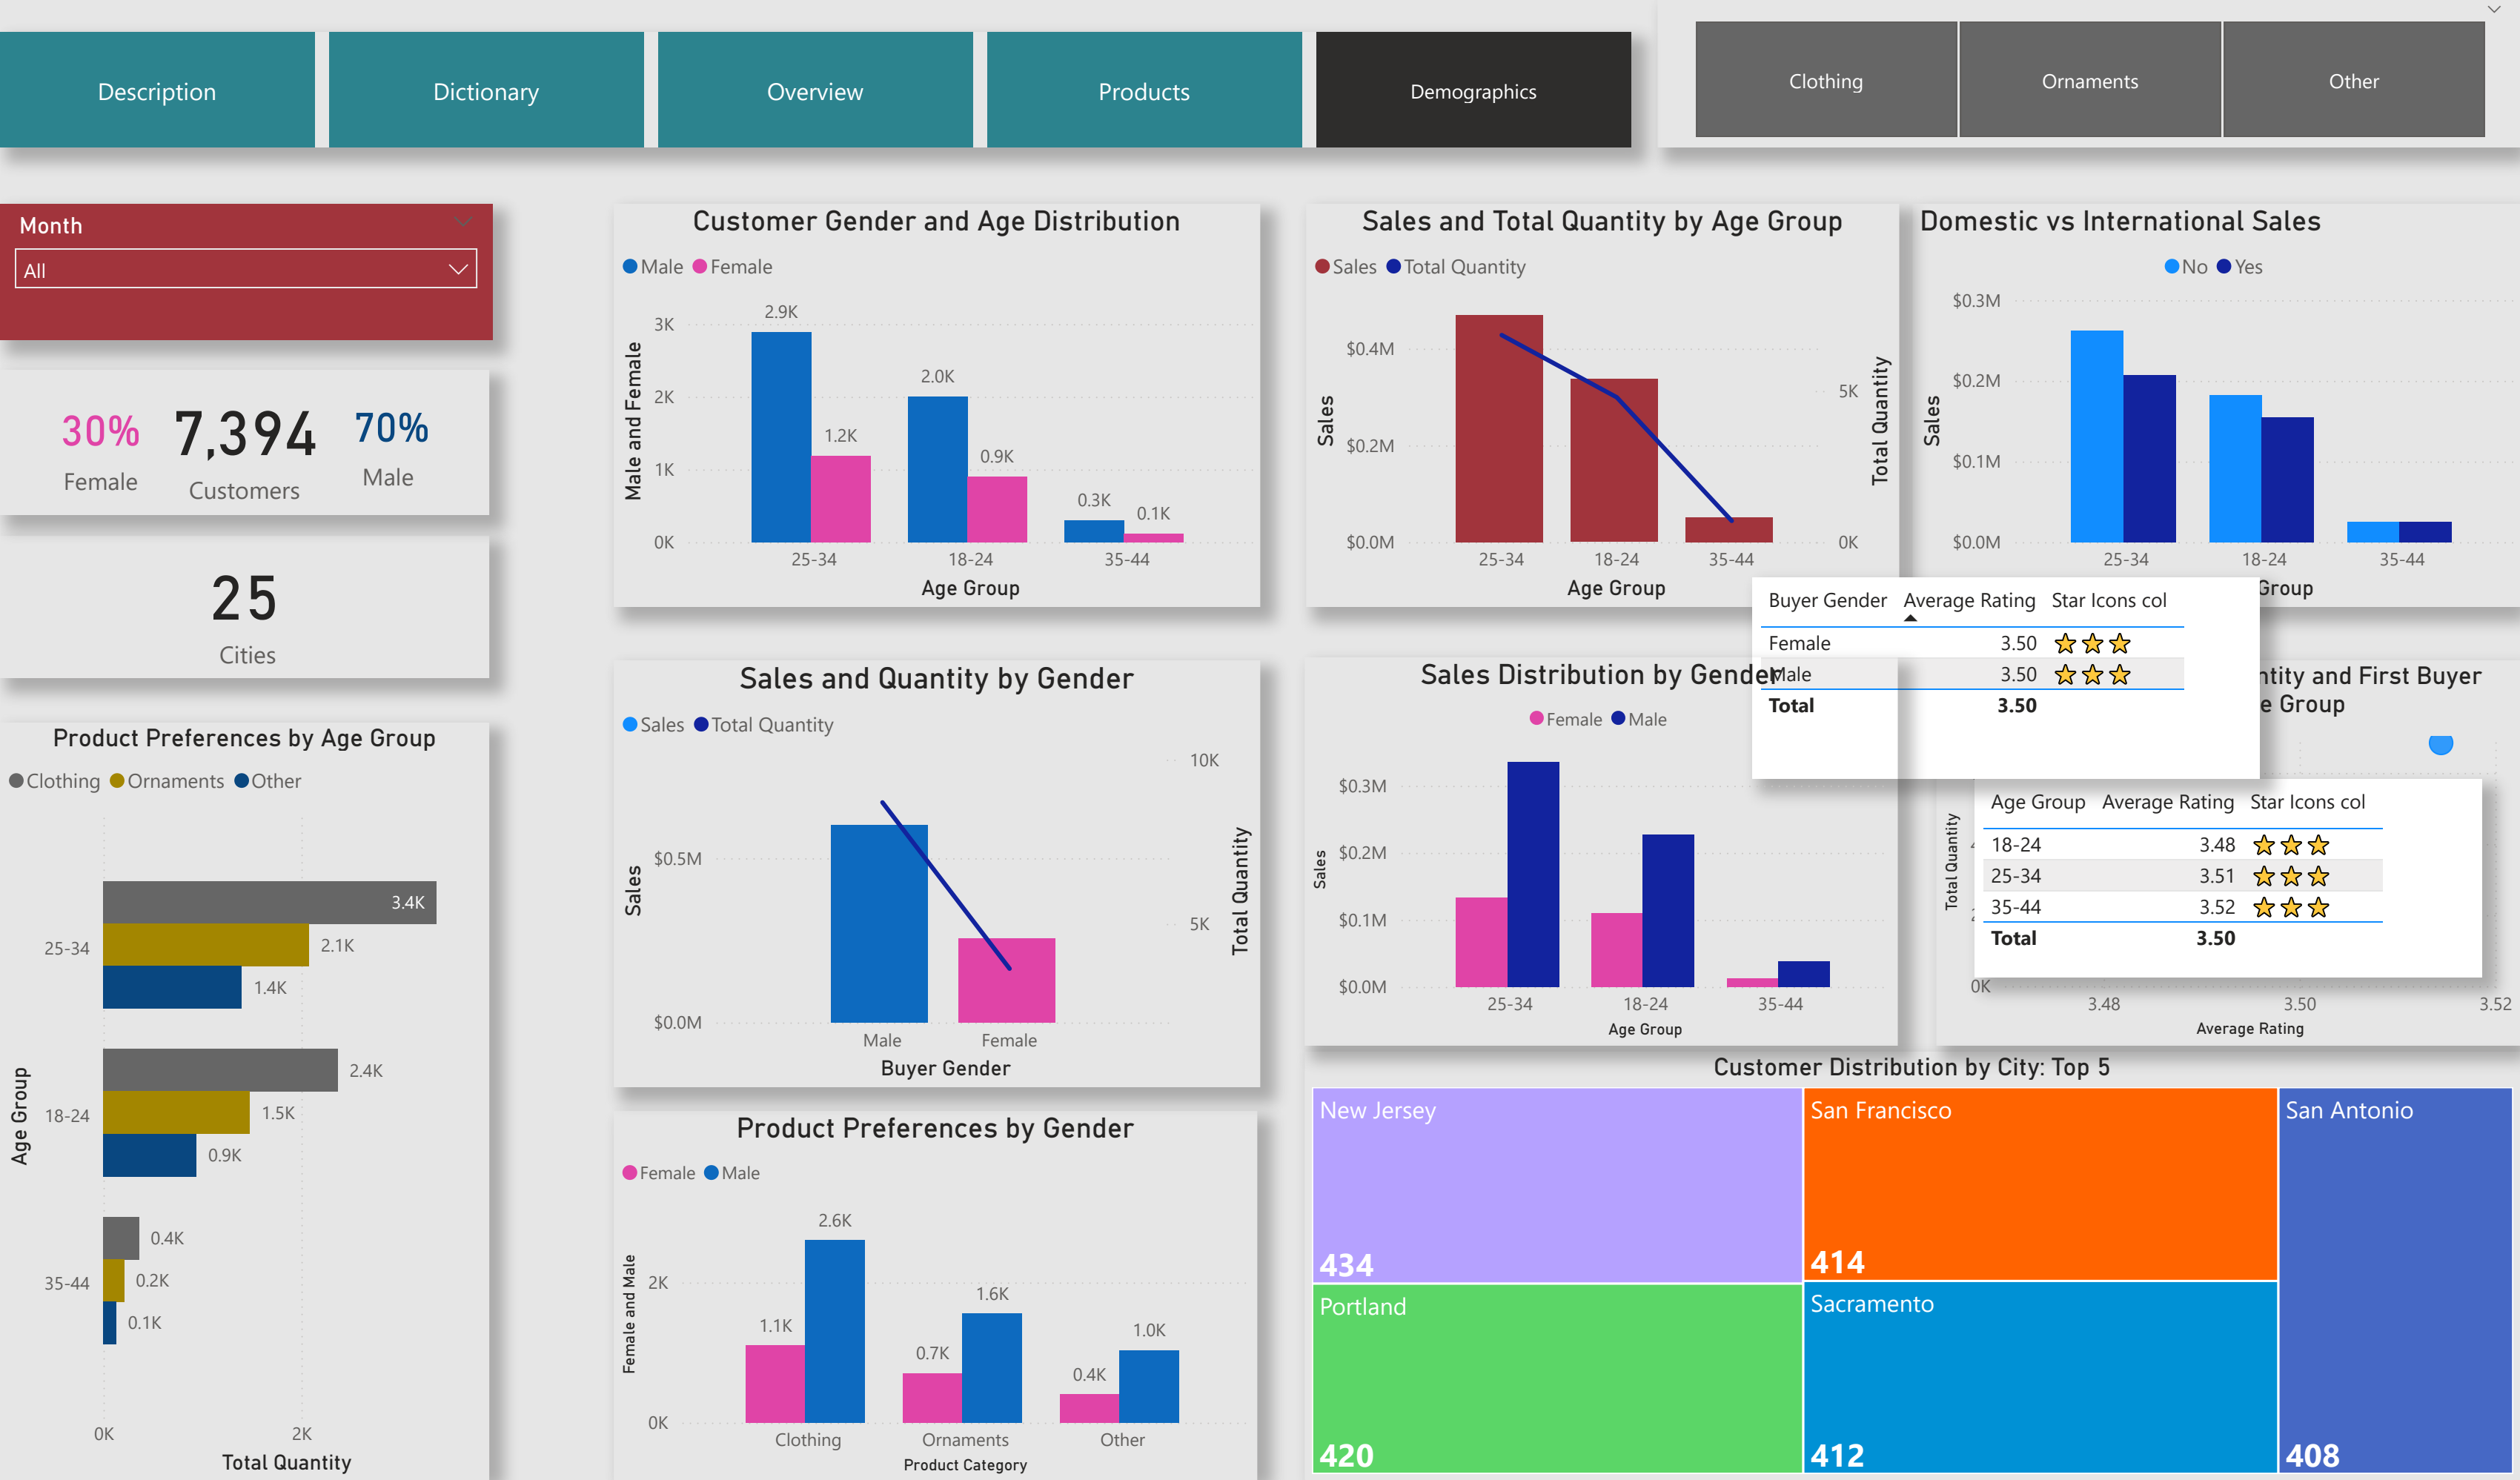 Description
Dictionary
Overview
Products
Demographics
Clothing
Ornaments
Other
Month
All
30%
Female
7,394
Customers
70%
Male
25
Cities
Product Preferences by Age Group
Clothing Ornaments Other
3.4K
25-34
2.1K
1.4K
2.4K
18-24
1.5K
0.9K
0.4K
35-44
0.2K
0.1K
Age Group
0K 2K
Total Quantity
Customer Gender and Age Distribution
Male Female
Male and Female
3K
2K
1K
0K
2.9K
1.2K
2.0K
0.9K
0.3K
0.1K
25-34 18-24 35-44
Age Group
Sales and Quantity by Gender
Sales Total Quantity
Sales
$0.5M
$0.0M
10K
5K
Total Quantity
Male Female
Buyer Gender
Product Preferences by Gender
Female Male
Female and Male
2K
0K
1.1K
2.6K
0.7K
1.6K
0.4K
1.0K
Clothing Ornaments Other
Product Category
Sales and Total Quantity by Age Group
Sales Total Quantity
Sales
$0.4M
$0.2M
$0.0M
5K
0K
Total Quantity
25-34 18-24 35-44
Age Group
Domestic vs International Sales
No Yes
Sales
$0.3M
$0.2M
$0.1M
$0.0M
25-34 18-24 35-44
Group
Buyer Gender Average Rating Star Icons col
Female 3.50
Male 3.50
Total 3.50
Sales Distribution by Gender
Female Male
Sales
$0.3M
$0.2M
$0.1M
$0.0M
25-34 18-24 35-44
Age Group
and First Buyer
Group
Total Quantity
Age Group Average Rating Star Icons col
18-24 3.48
25-34 3.51
35-44 3.52
Total 3.50
0K
3.48 3.50 3.52
Average Rating
Customer Distribution by City: Top 5
New Jersey
434
San Francisco
414
San Antonio
408
Portland
420
Sacramento
412